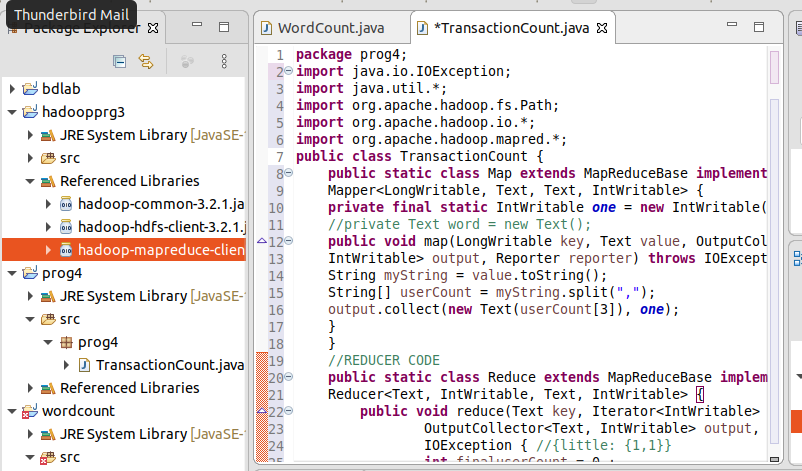 Thunderbird Mail
Package Explorer
bdlab
hadoopprg3
JRE System Library [JavaSE-1
src
Referenced Libraries
hadoop-common-3.2.1.ja
hadoop-hdfs-client-3.2.1.j
hadoop-mapreduce-clien
prog4
JRE System Library [JavaSE-1
src
prog4
TransactionCount.java
Referenced Libraries
wordcount
JRE System Library [JavaSE-1
src
WordCount.java
*TransactionCount.java
1 package prog4;
2 import java.io.IOException;
3 import java.util.*;
4 import org.apache.hadoop.fs.Path;
5 import org.apache.hadoop.io.*;
6 import org.apache.hadoop.mapred.*;
7 public class TransactionCount {
8 public static class Map extends MapReduceBase implement
9 Mapper<LongWritable, Text, Text, IntWritable> {
10 private final static IntWritable one = new IntWritable(
11 //private Text word = new Text();
12 public void map(LongWritable key, Text value, OutputCol
13 IntWritable> output, Reporter reporter) throws IOExcept
14 String myString = value.toString();
15 String[] userCount = myString.split(",");
16 output.collect(new Text(userCount[3]), one);
17 }
18 }
19 //REDUCER CODE
20 public static class Reduce extends MapReduceBase implem
21 Reducer<Text, IntWritable, Text, IntWritable> {
22 public void reduce(Text key, Iterator<IntWritable>
23 OutputCollector<Text, IntWritable> output,
24 IOException { //{little: {1,1}}
25 int finaluserCount = 0 ;